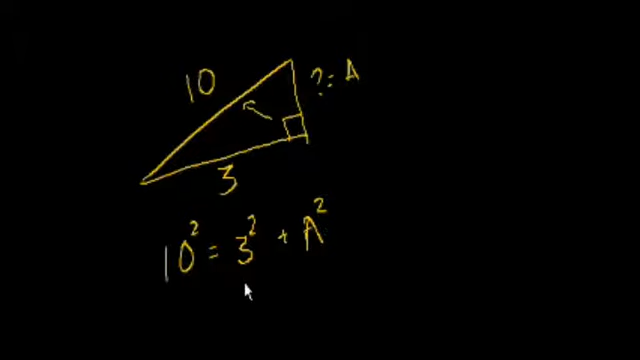 10
?=A
3
10² = 3² + A²